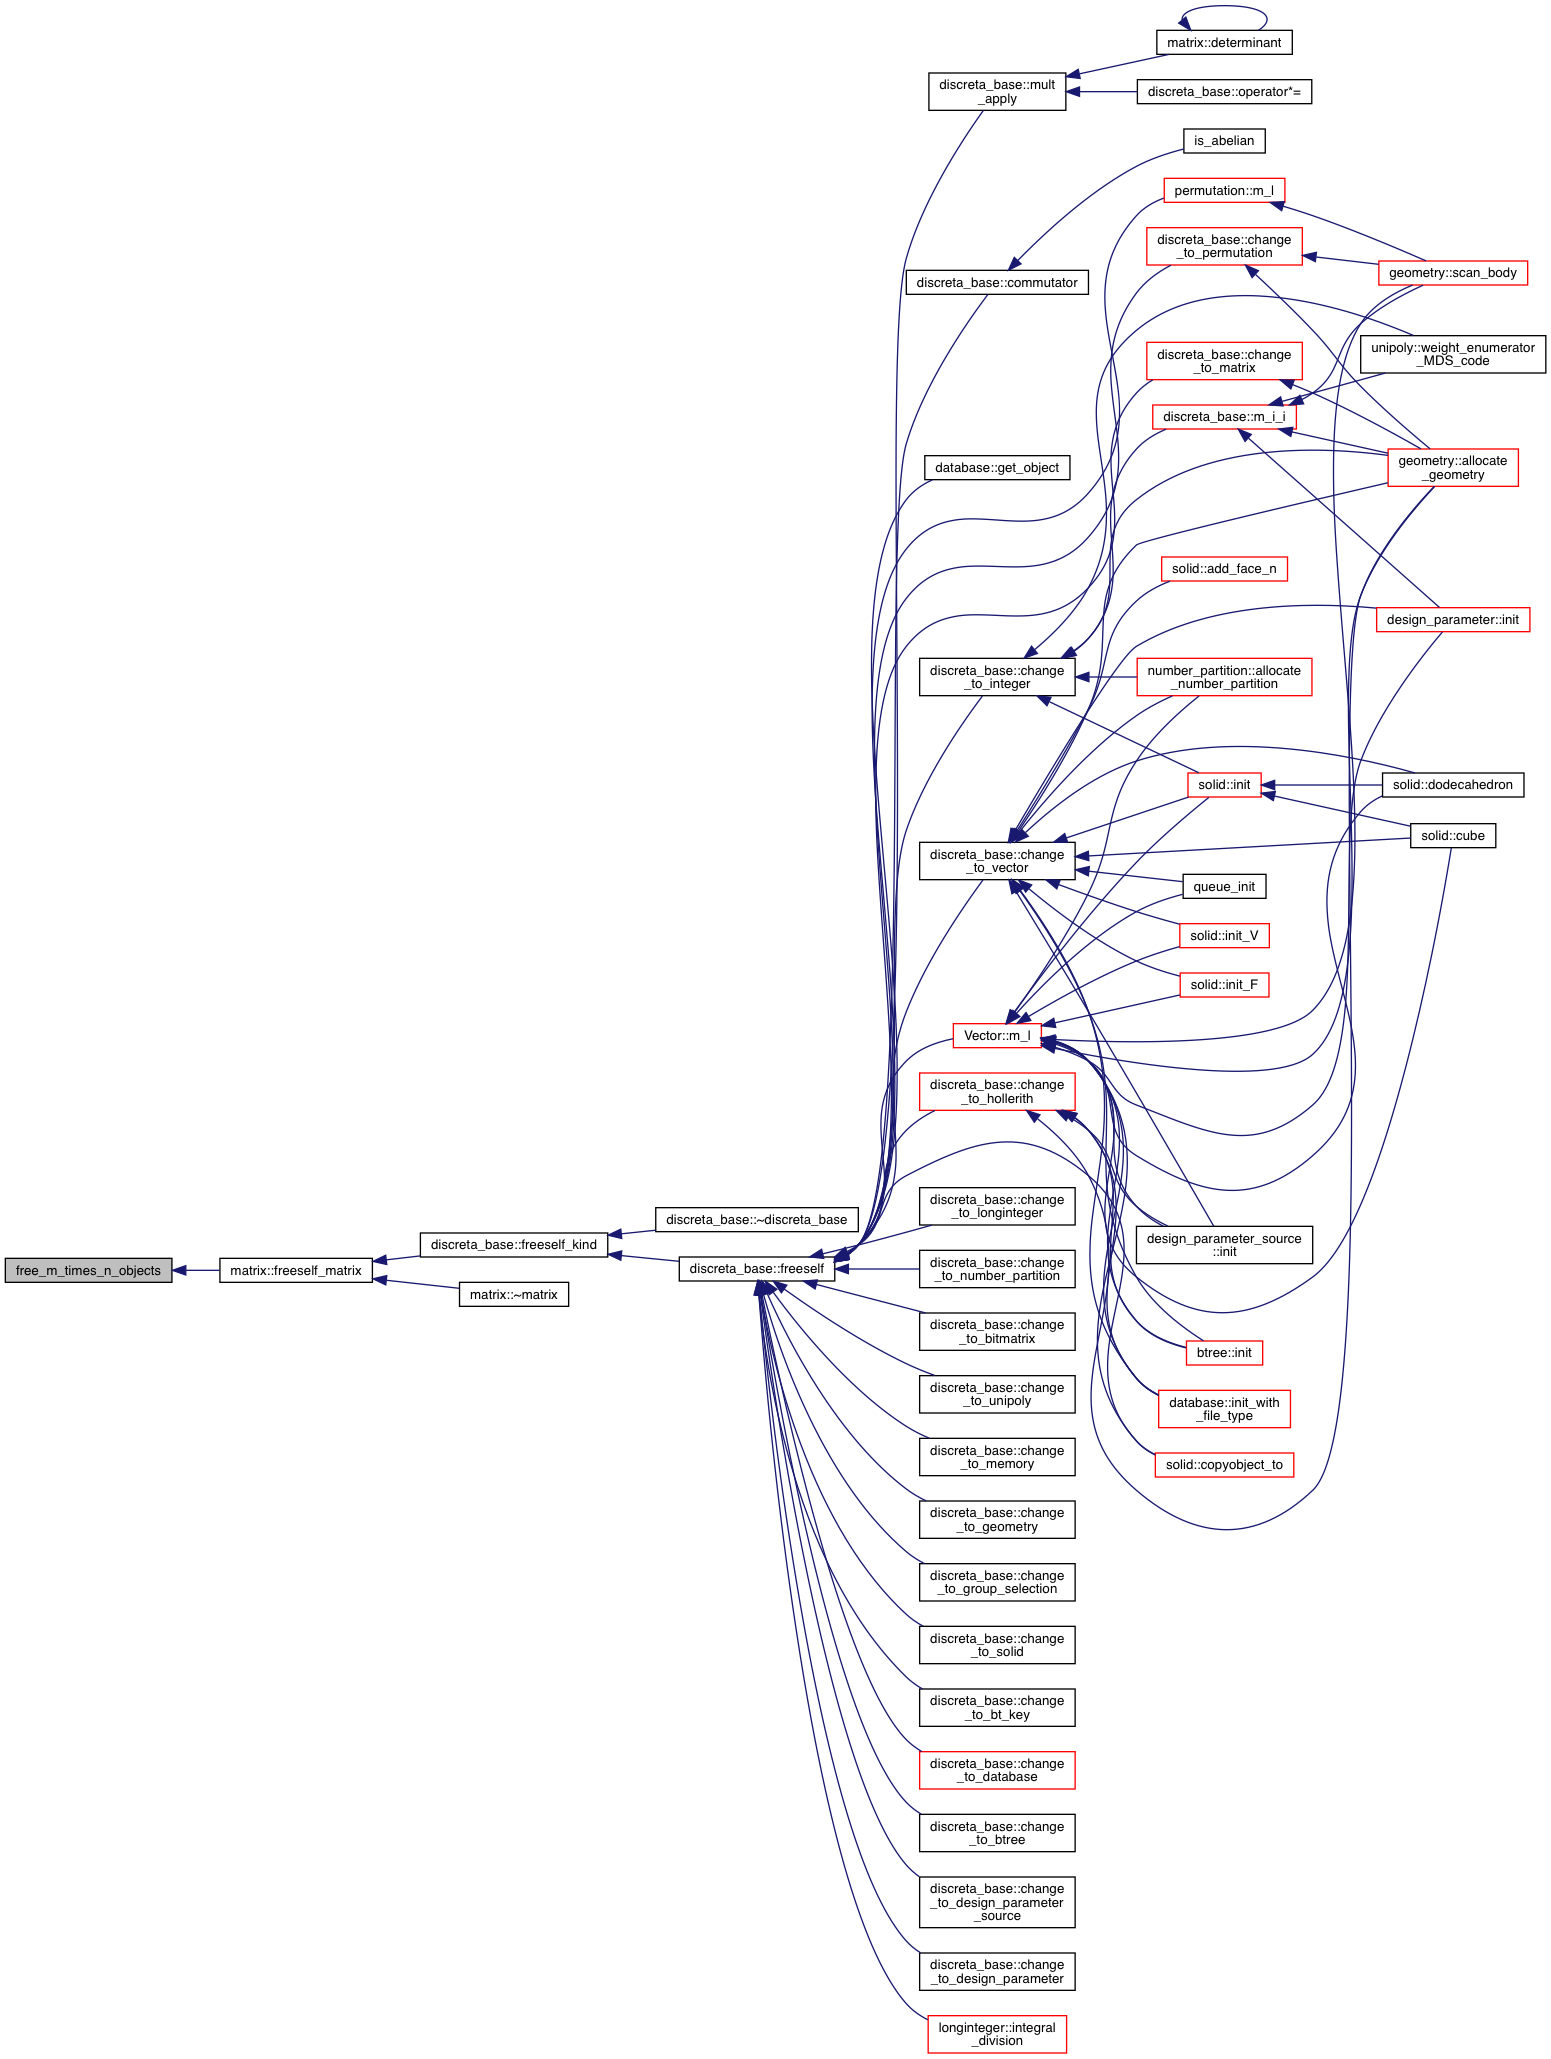 free_m_times_n_objects
matrix::freeself_matrix
discreta_base::freeself_kind
matrix::~matrix
discreta_base::~discreta_base
discreta_base::freeself
discreta_base::mult
_apply
discreta_base::commutator
database::get_object
discreta_base::change
_to_integer
discreta_base::change
_to_vector
Vector::m_l
discreta_base::change
_to_hollerith
discreta_base::change
_to_longinteger
discreta_base::change
_to_number_partition
discreta_base::change
_to_bitmatrix
discreta_base::change
_to_unipoly
discreta_base::change
_to_memory
discreta_base::change
_to_geometry
discreta_base::change
_to_group_selection
discreta_base::change
_to_solid
discreta_base::change
_to_bt_key
discreta_base::change
_to_database
discreta_base::change
_to_btree
discreta_base::change
_to_design_parameter
_source
discreta_base::change
_to_design_parameter
longinteger::integral
_division
matrix::determinant
discreta_base::operator*=
is_abelian
permutation::m_l
discreta_base::change
_to_permutation
discreta_base::change
_to_matrix
discreta_base::m_i_i
solid::add_face_n
number_partition::allocate
_number_partition
solid::init
queue_init
solid::init_V
solid::init_F
design_parameter_source
::init
btree::init
database::init_with
_file_type
solid::copyobject_to
geometry::scan_body
unipoly::weight_enumerator
_MDS_code
geometry::allocate
_geometry
design_parameter::init
solid::dodecahedron
solid::cube